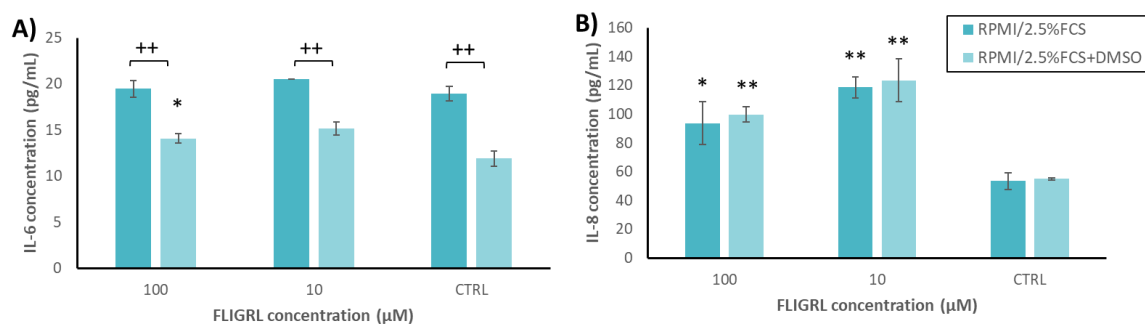 A)
IL-6 concentration (pg/mL)
25
20
15
10
5
0
++
++
++
*
100
10
CTRL
FLIGRL concentration (μM)
B)
IL-8 concentration (pg/mL)
160
140
120
100
80
60
40
20
0
*
**
**
**
100
10
CTRL
FLIGRL concentration (μM)
RPMI/2.5%FCS
RPMI/2.5%FCS+DMSO